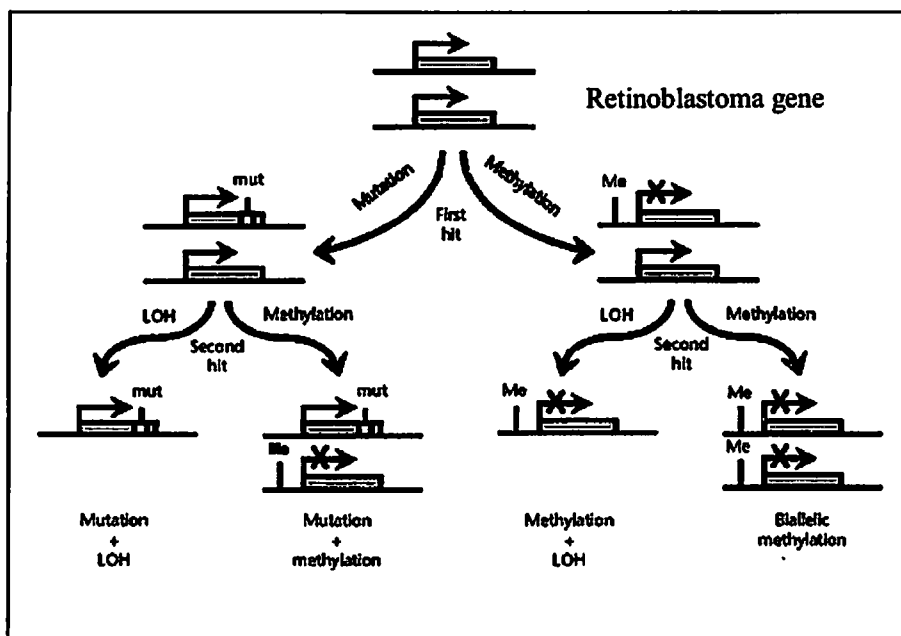 Retinoblastoma gene
Mutation
Methylation
First
hit
mut
Me
LOH
Methylation
Second
hit
LOH
Methylation
Second
hit
mut
mut
Me
Me
Me
Me
Mutation
+
LOH
Mutation
+
methylation
Methylation
+
LOH
Biallelic
methylation